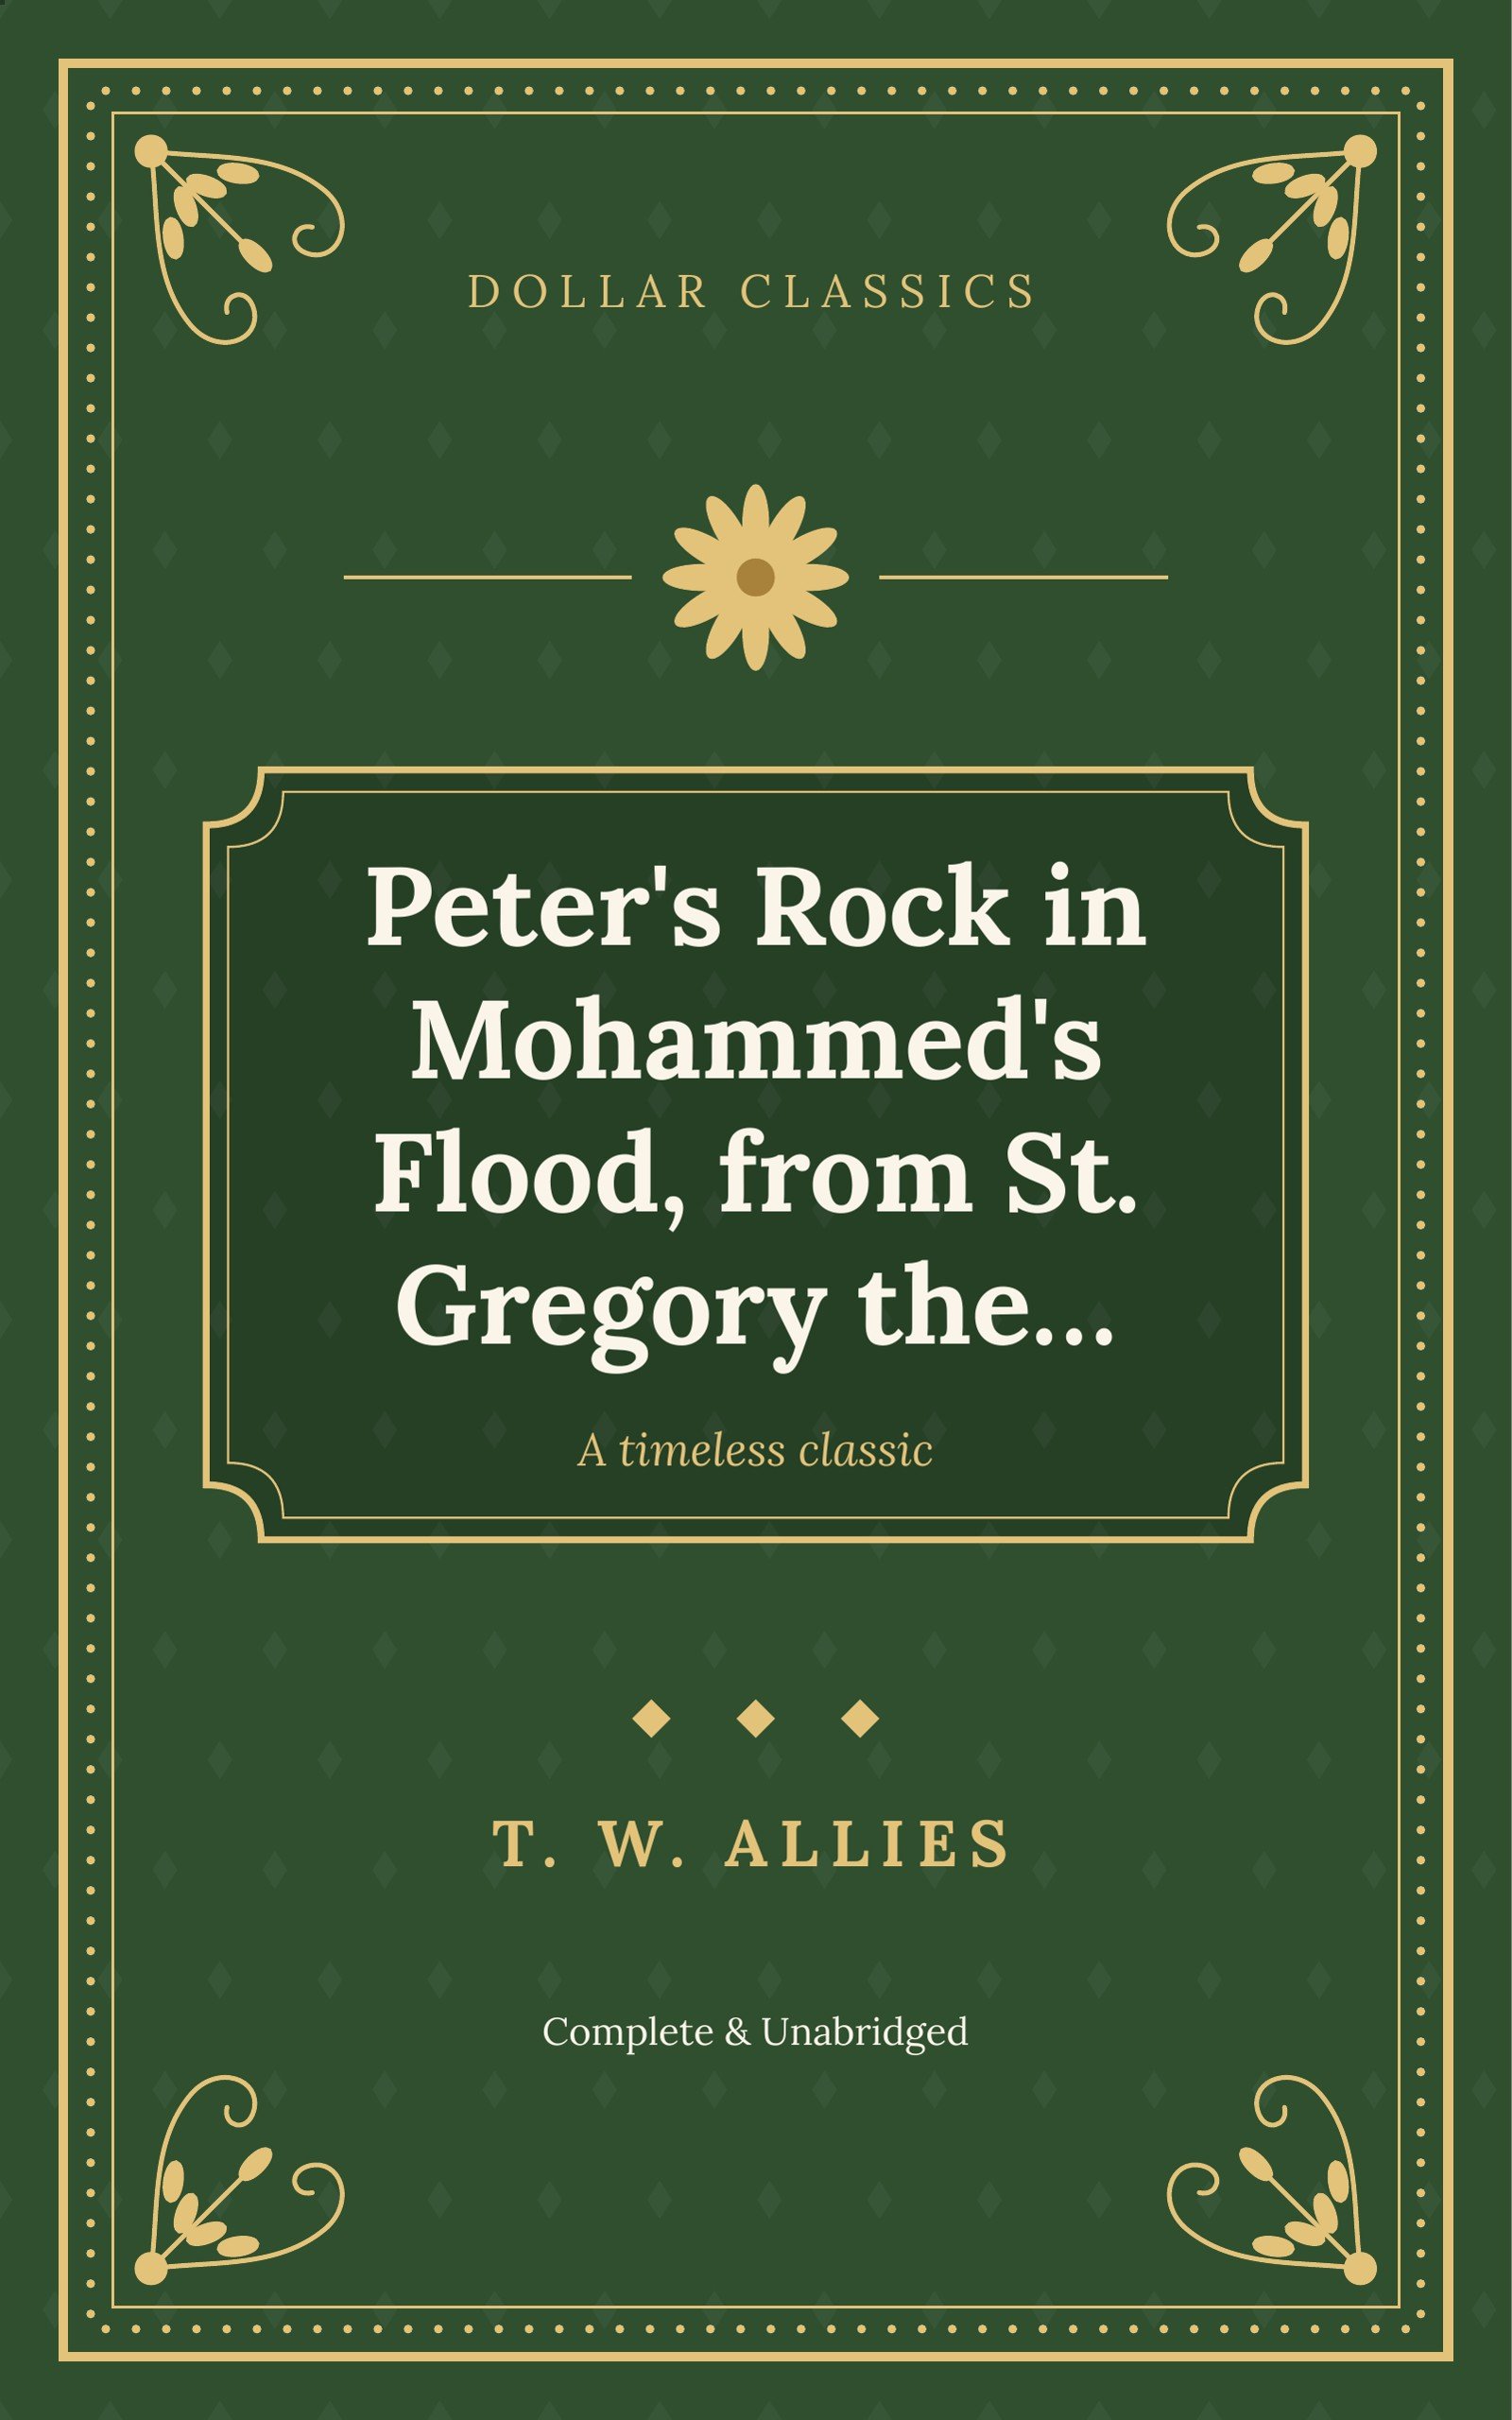 DOLLAR CLASSICS
Peter's Rock in
Mohammed's
Flood, from St.
Gregory the...
A timeless classic
T. W. ALLIES
Complete & Unabridged